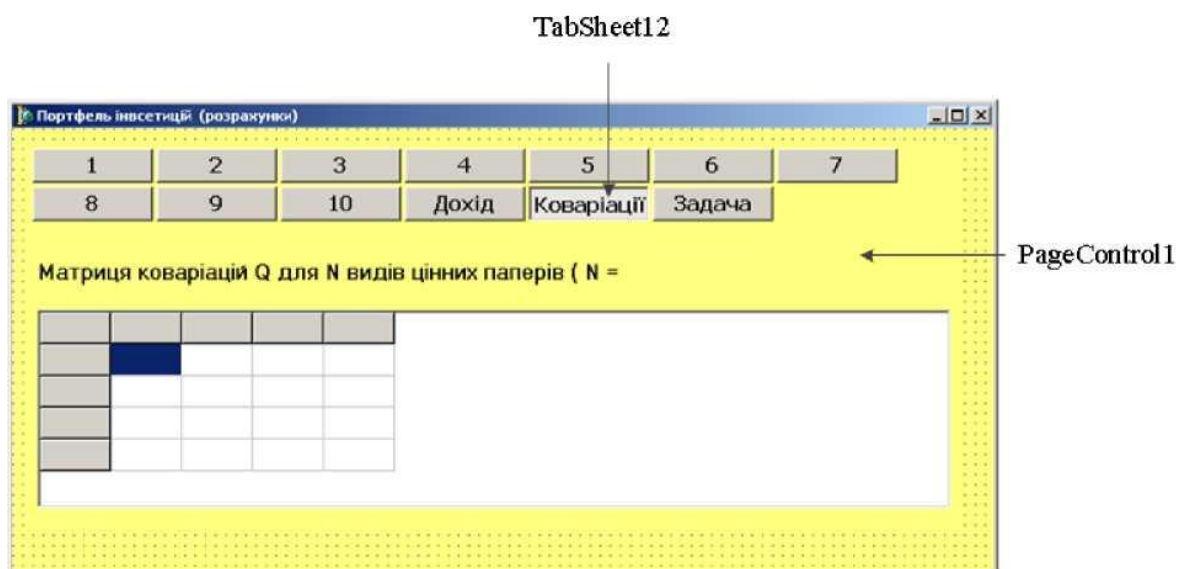 TabSheet12
Портфель інвсетицій (розрахунки)
1 2 3 4 5 6 7
8 9 10 Дохід Коваріації Задача
PageControl1
Матриця коваріацій Q для N видів цінних паперів ( N =